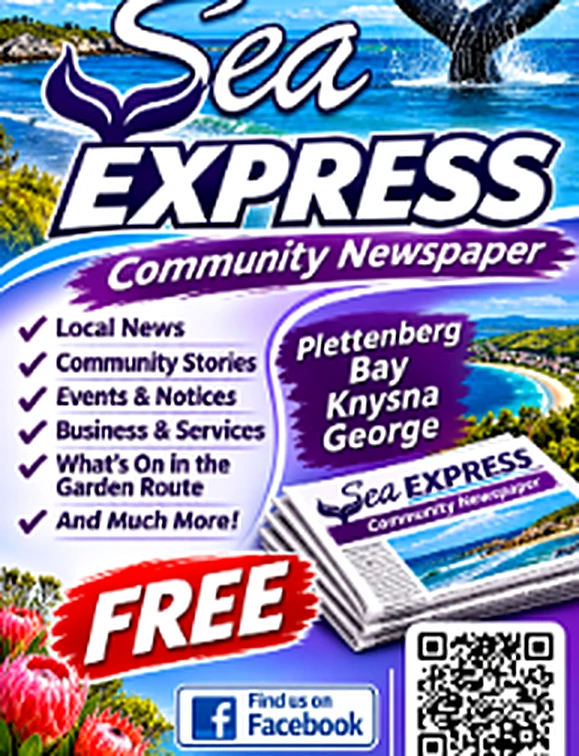 Sea
EXPRESS
Community Newspaper
Local News
Community Stories
Events & Notices
Business & Services
What's On in the
Garden Route
And Much More!
Plettenberg
Bay
Knysna
George
Sea EXPRESS
Community Newspaper
FREE
Find us on
Facebook